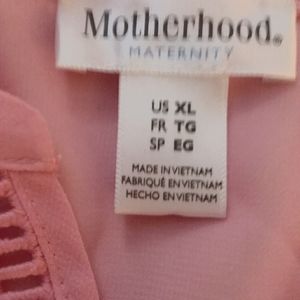 Motherhood®
MATERNITY
US XL
FR TG
SP EG
MADE IN VIETNAM
FABRIQUÉ EN VIETNAM
HECHO EN VIETNAM